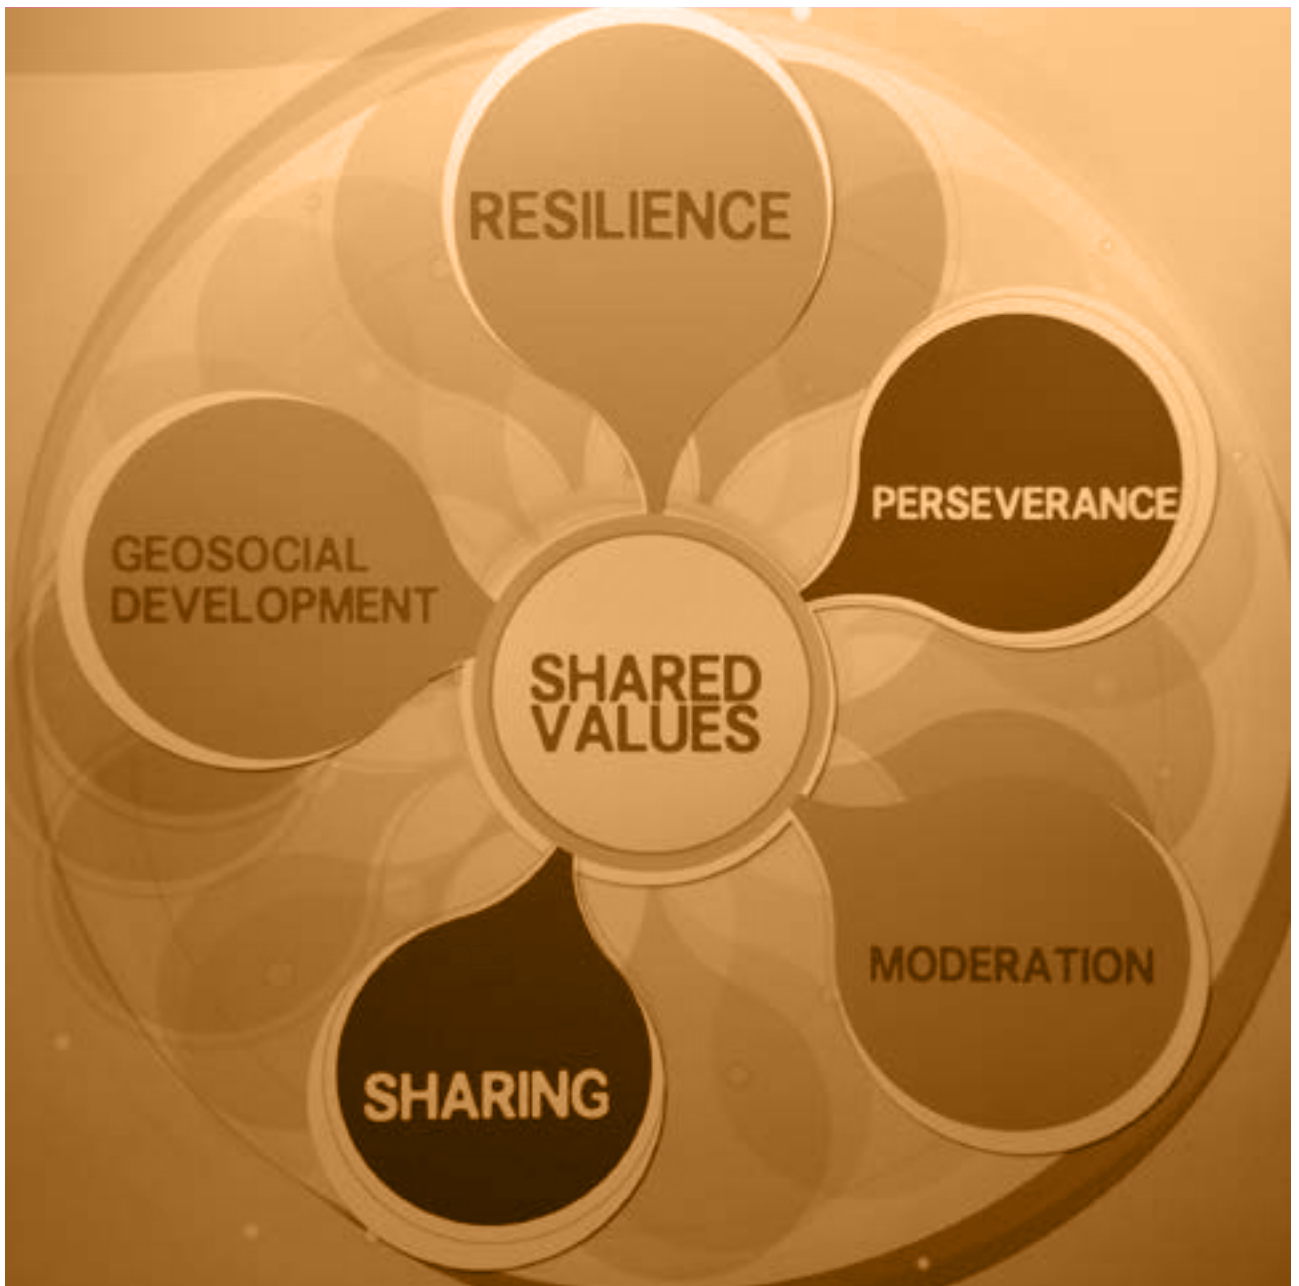 RESILIENCE
PERSEVERANCE
GEOSOCIAL
DEVELOPMENT
SHARED
VALUES
MODERATION
SHARING